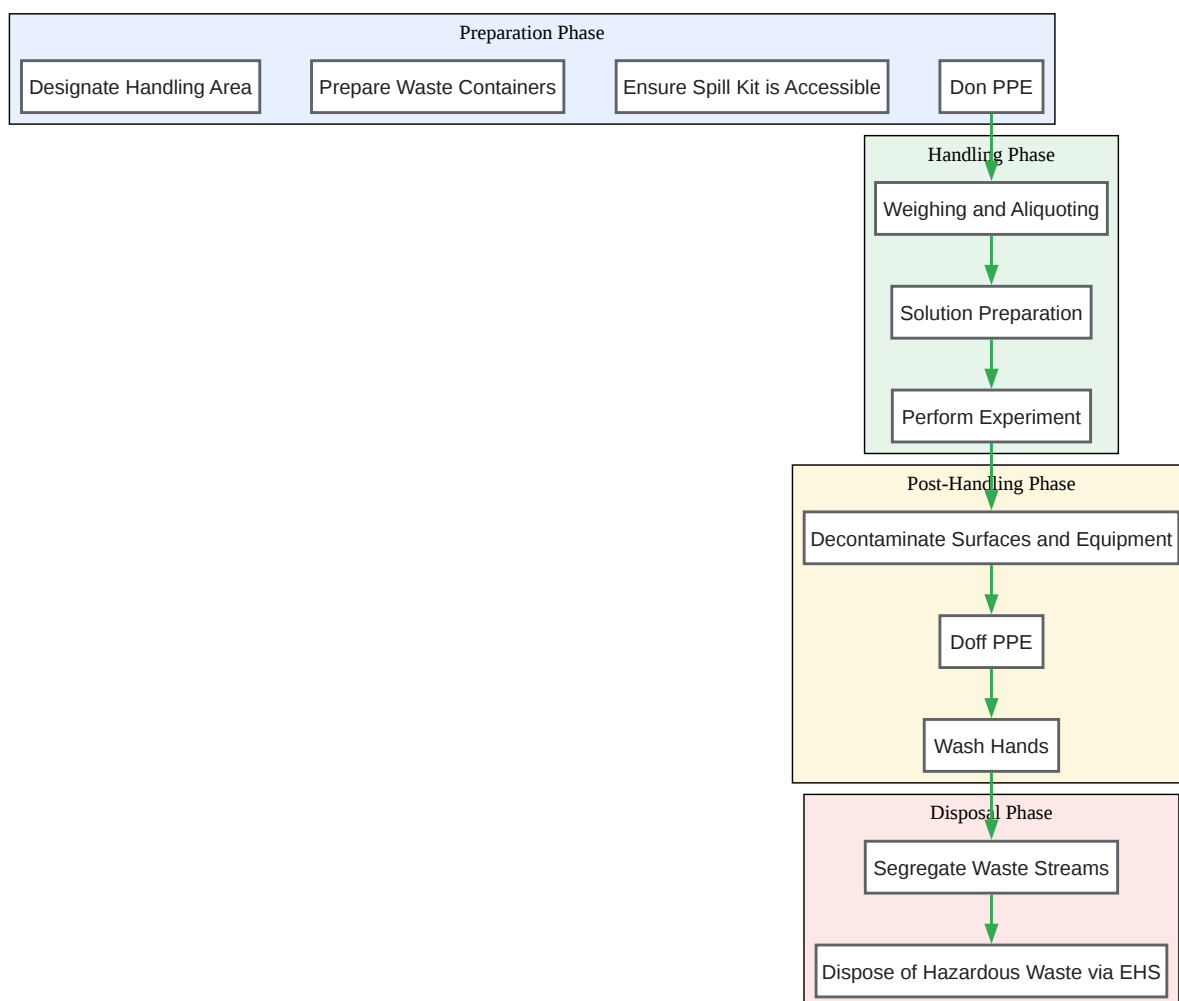 Preparation Phase
Designate Handling Area
Prepare Waste Containers
Ensure Spill Kit is Accessible
Don PPE
Handling Phase
Weighing and Aliquoting
Solution Preparation
Perform Experiment
Post-Handling Phase
Decontaminate Surfaces and Equipment
Doff PPE
Wash Hands
Disposal Phase
Segregate Waste Streams
Dispose of Hazardous Waste via EHS